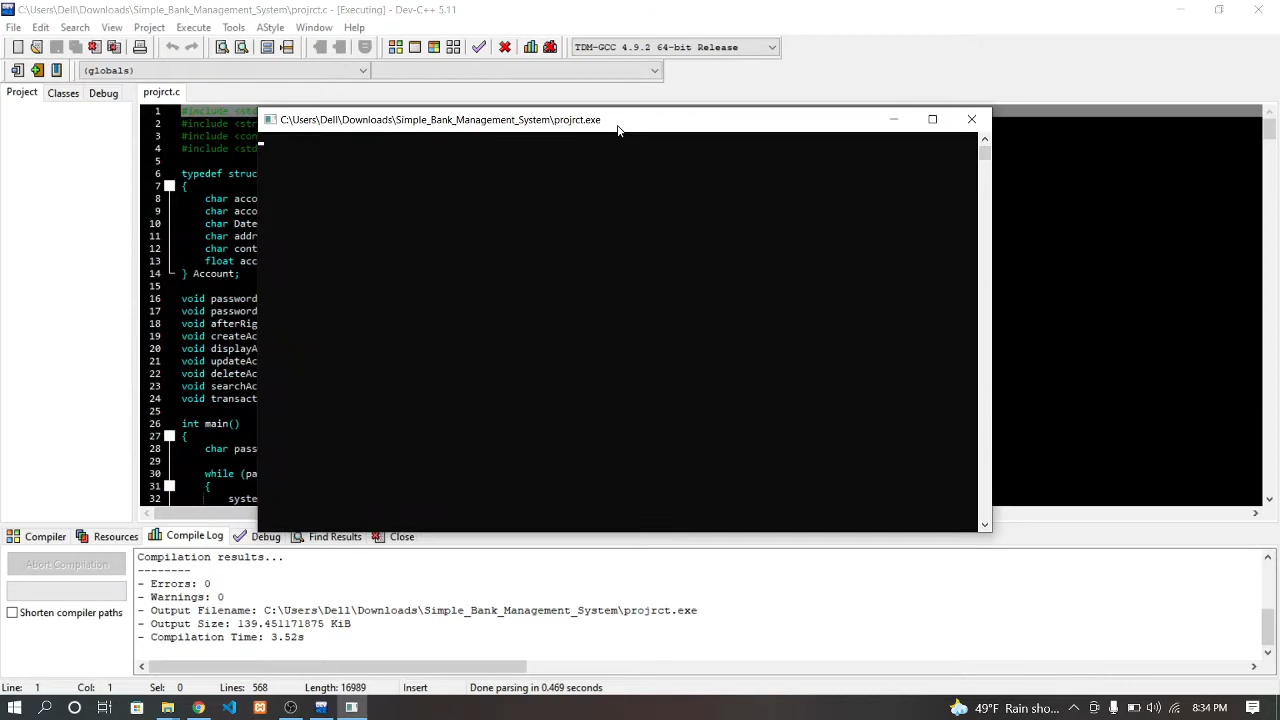 C:\Users\Dell\Downloads\Simple_Bank_Management_System\projrct.c - [Executing] - Dev-C++ 5.11
File Edit Search View Project Execute Tools AStyle Window Help
TDM-GCC 4.9.2 64-bit Release
(globals)
Project Classes Debug
projrct.c
C:\Users\Dell\Downloads\Simple_Bank_Management_System\projrct.exe
1 #include <std
2 #include <str
3 #include <con
4 #include <std
5
6 typedef struc
7 {
8 char acco
9 char acco
10 char Date
11 char addr
12 char cont
13 float acc
14 } Account;
15
16 void password
17 void password
18 void afterRig
19 void createAc
20 void displayA
21 void updateAc
22 void deleteAc
23 void searchAc
24 void transact
25
26 int main()
27 {
28 char pass
29
30 while (pa
31 {
32 syste
Compiler Resources Compile Log Debug Find Results Close
Abort Compilation
Shorten compiler paths
Compilation results...
--------
- Errors: 0
- Warnings: 0
- Output Filename: C:\Users\Dell\Downloads\Simple_Bank_Management_System\projrct.exe
- Output Size: 139.451171875 KiB
- Compilation Time: 3.52s
Line: 1 Col: 1 Sel: 0 Lines: 568 Length: 16989 Insert Done parsing in 0.469 seconds
49°F Rain sho... 8:34 PM